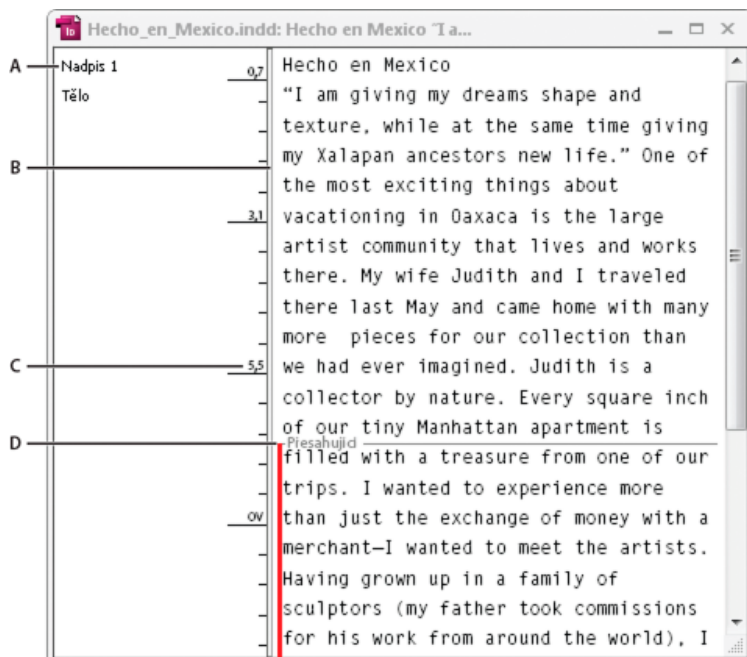 Hecho_en_Mexico.indd: Hecho en Mexico "I a...
A
Nadpis 1
0,7
Hecho en Mexico
Tělo
“I am giving my dreams shape and
texture, while at the same time giving
B
my Xalapan ancestors new life.” One of
the most exciting things about
3,1
vacationing in Oaxaca is the large
artist community that lives and works
there. My wife Judith and I traveled
there last May and came home with many
more pieces for our collection than
C
5,5
we had ever imagined. Judith is a
collector by nature. Every square inch
of our tiny Manhattan apartment is
D
Piesahujicl
filled with a treasure from one of our
trips. I wanted to experience more
OV
than just the exchange of money with a
merchant—I wanted to meet the artists.
Having grown up in a family of
sculptors (my father took commissions
for his work from around the world), I